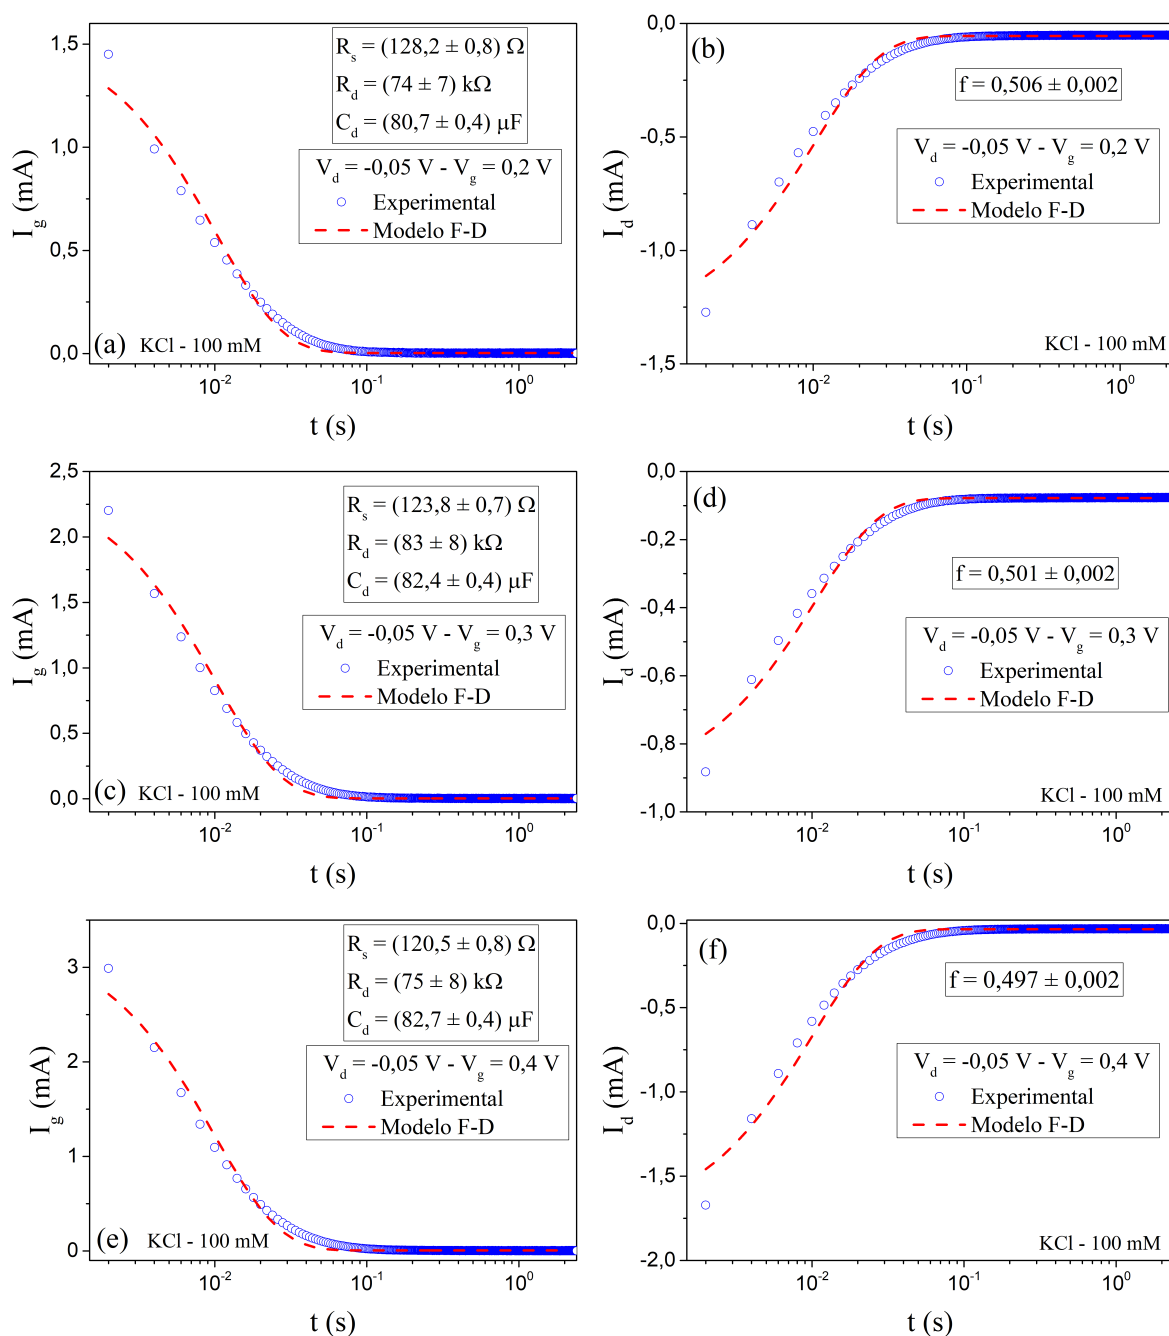 (a)
I_g (mA)
1,5
1,0
0,5
0,0
R_s = (128,2 ± 0,8) Ω
R_d = (74 ± 7) kΩ
C_d = (80,7 ± 0,4) μF
V_d = -0,05 V - V_g = 0,2 V
Experimental
Modelo F-D
KCl - 100 mM
10^-2 10^-1 10^0
t (s)
(b)
I_d (mA)
0,0
-0,5
-1,0
-1,5
f = 0,506 ± 0,002
V_d = -0,05 V - V_g = 0,2 V
Experimental
Modelo F-D
KCl - 100 mM
10^-2 10^-1 10^0
t (s)
(c)
I_g (mA)
2,5
2,0
1,5
1,0
0,5
0,0
R_s = (123,8 ± 0,7) Ω
R_d = (83 ± 8) kΩ
C_d = (82,4 ± 0,4) μF
V_d = -0,05 V - V_g = 0,3 V
Experimental
Modelo F-D
KCl - 100 mM
10^-2 10^-1 10^0
t (s)
(d)
I_d (mA)
0,0
-0,2
-0,4
-0,6
-0,8
-1,0
f = 0,501 ± 0,002
V_d = -0,05 V - V_g = 0,3 V
Experimental
Modelo F-D
KCl - 100 mM
10^-2 10^-1 10^0
t (s)
(e)
I_g (mA)
3
2
1
0
R_s = (120,5 ± 0,8) Ω
R_d = (75 ± 8) kΩ
C_d = (82,7 ± 0,4) μF
V_d = -0,05 V - V_g = 0,4 V
Experimental
Modelo F-D
KCl - 100 mM
10^-2 10^-1 10^0
t (s)
(f)
I_d (mA)
0,0
-0,5
-1,0
-1,5
-2,0
f = 0,497 ± 0,002
V_d = -0,05 V - V_g = 0,4 V
Experimental
Modelo F-D
KCl - 100 mM
10^-2 10^-1 10^0
t (s)